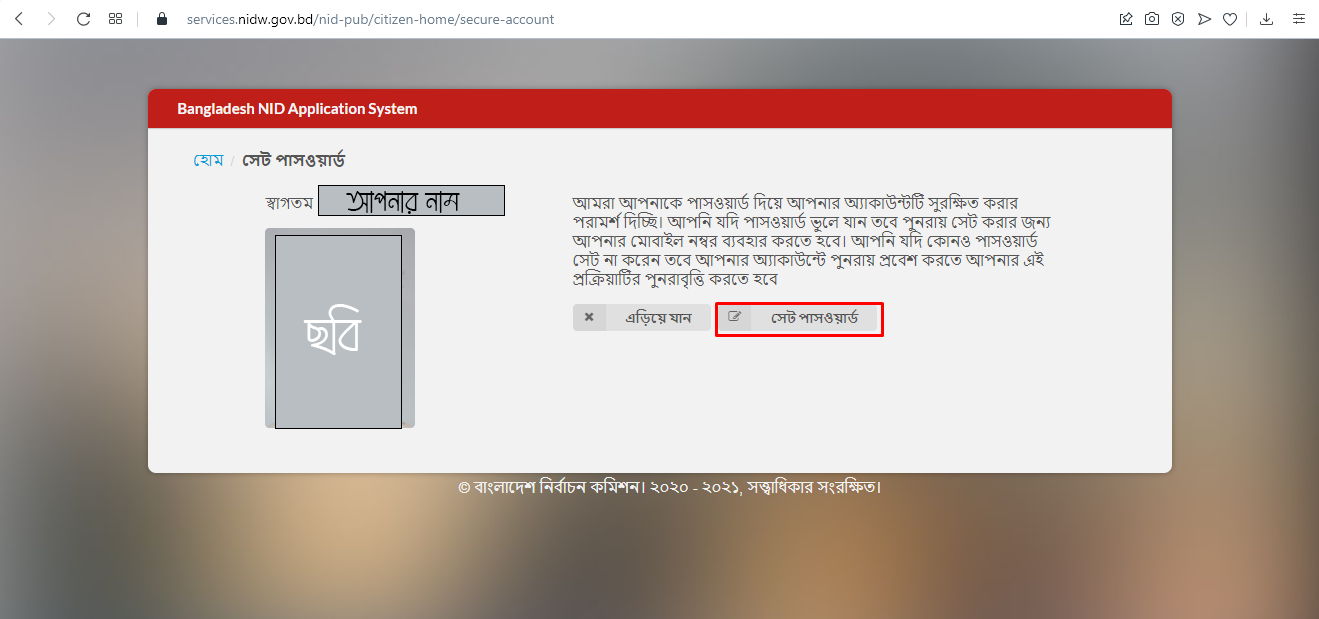 services.nidw.gov.bd/nid-pub/citizen-home/secure-account
Bangladesh NID Application System
হোম / সেট পাসওয়ার্ড
স্বাগতম আপনার নাম
ছবি
আমরা আপনাকে পাসওয়ার্ড দিয়ে আপনার অ্যাকাউন্টটি সুরক্ষিত করার
পরামর্শ দিচ্ছি। আপনি যদি পাসওয়ার্ড ভুলে যান তবে পুনরায় সেট করার জন্য
আপনার মোবাইল নম্বর ব্যবহার করতে হবে। আপনি যদি কোনও পাসওয়ার্ড
সেট না করেন তবে আপনার অ্যাকাউন্টে পুনরায় প্রবেশ করতে আপনার এই
প্রক্রিয়াটির পুনরাবৃত্তি করতে হবে
এড়িয়ে যান সেট পাসওয়ার্ড
© বাংলাদেশ নির্বাচন কমিশন। ২০২০ - ২০২১, সত্ত্বাধিকার সংরক্ষিত।